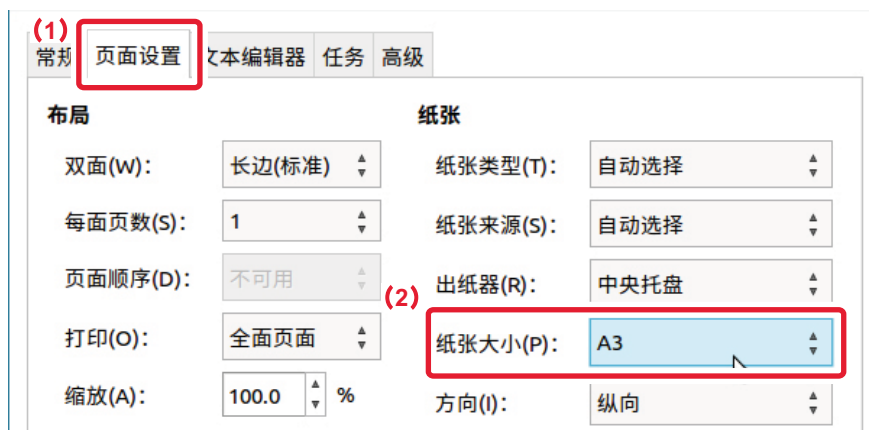 (1)
常规 页面设置 文本编辑器 任务 高级
布局
双面(W)： 长边(标准)
每面页数(S)： 1
页面顺序(D)： 不可用
打印(O)： 全面页面
缩放(A)： 100.0 %
纸张
纸张类型(T)： 自动选择
纸张来源(S)： 自动选择
出纸器(R)： 中央托盘
(2)
纸张大小(P)： A3
方向(I)： 纵向